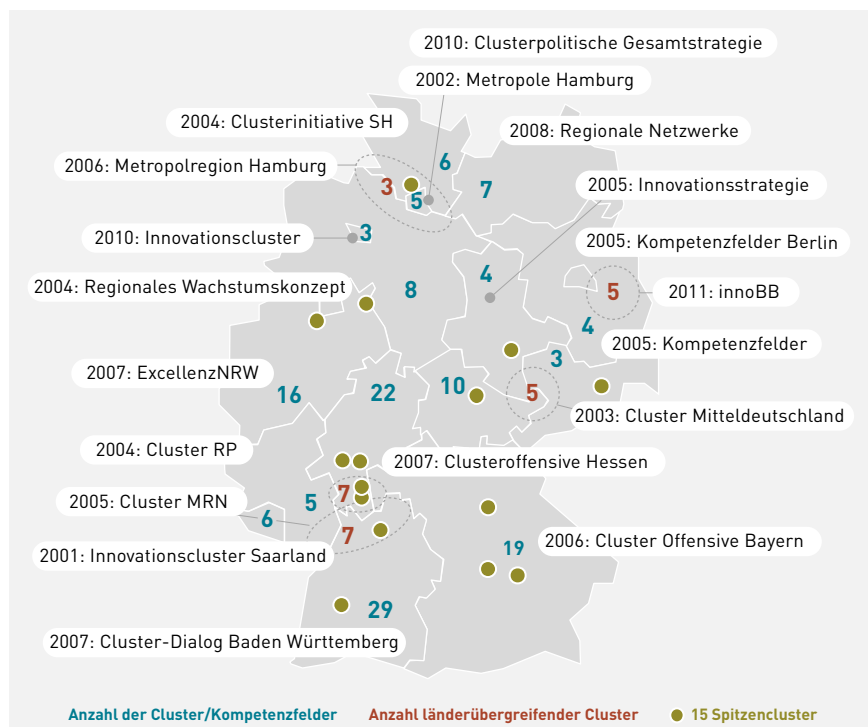 2010: Clusterpolitische Gesamtstrategie
2002: Metropole Hamburg
2004: Clusterinitiative SH
2008: Regionale Netzwerke
2006: Metropolregion Hamburg
6
3
7
5
2005: Innovationsstrategie
2010: Innovationscluster
3
2005: Kompetenzfelder Berlin
4
2004: Regionales Wachstumskonzept
8
5
2011: innoBB
4
2005: Kompetenzfelder
3
2007: ExcellenzNRW
16
22
10
5
2003: Cluster Mitteldeutschland
2004: Cluster RP
2007: Clusteroffensive Hessen
2005: Cluster MRN
5
7
6
7
2001: Innovationscluster Saarland
19
2006: Cluster Offensive Bayern
29
2007: Cluster-Dialog Baden Württemberg
Anzahl der Cluster/Kompetenzfelder
Anzahl länderübergreifender Cluster
15 Spitzencluster